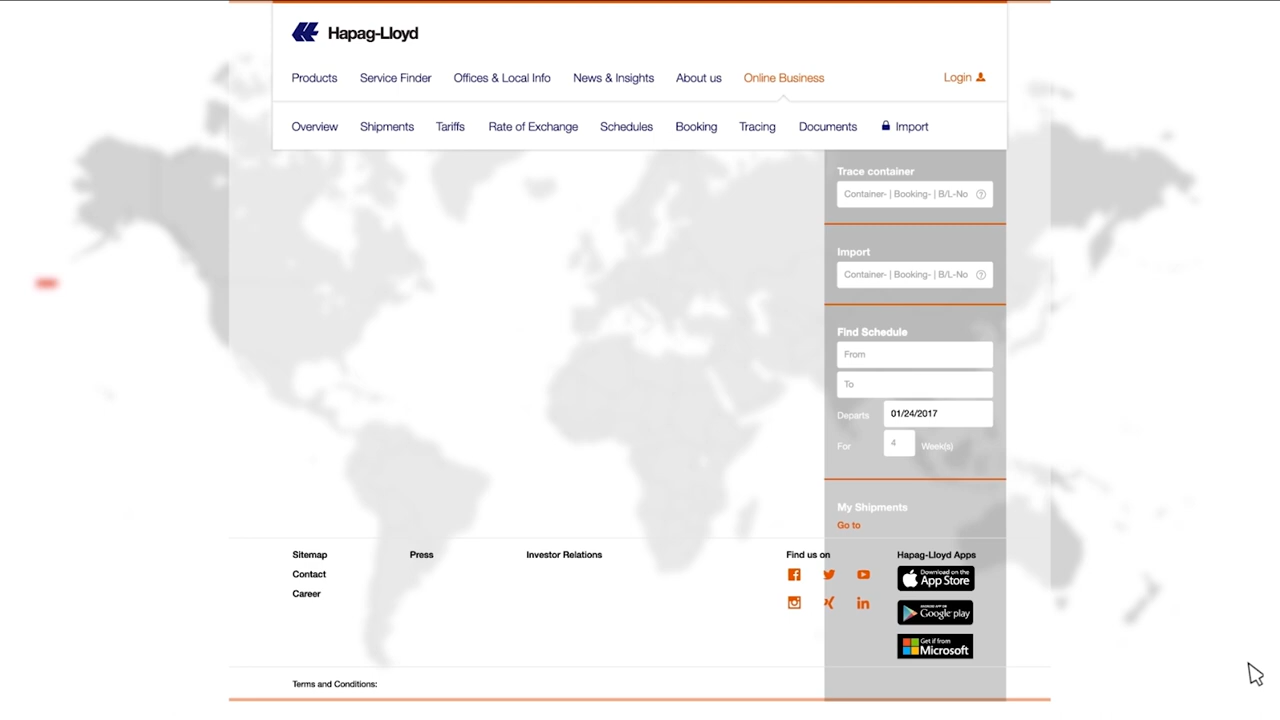 Hapag-Lloyd
Products Service Finder Offices & Local Info News & Insights About us Online Business Login
Overview Shipments Tariffs Rate of Exchange Schedules Booking Tracing Documents Import
Trace container
Container- | Booking- | B/L-No ?
Import
Container- | Booking- | B/L-No ?
Find Schedule
From
To
Departs 01/24/2017
For 4 Week(s)
My Shipments
Go to
Sitemap Press Investor Relations Find us on Hapag-Lloyd Apps
Contact
Career
Download on the
App Store
ANDROID APP ON
Google play
Get it from
Microsoft
Terms and Conditions: